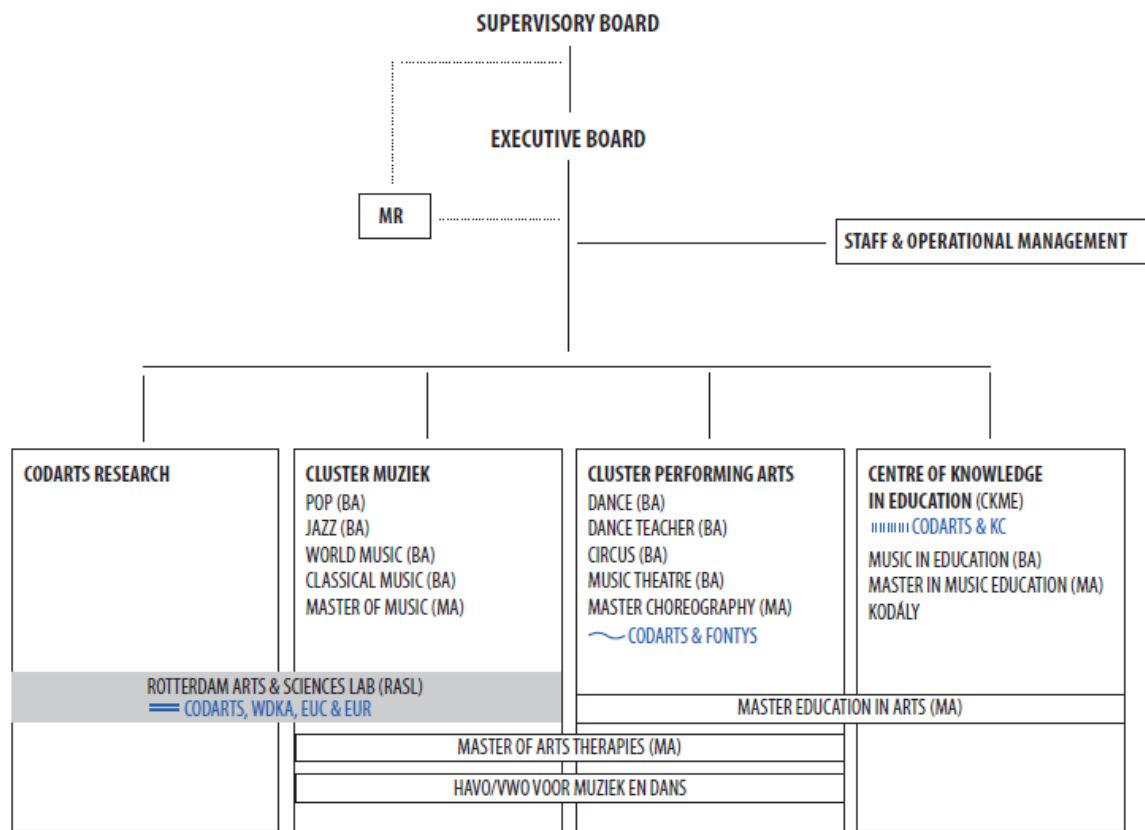 SUPERVISORY BOARD
EXECUTIVE BOARD
MR
STAFF & OPERATIONAL MANAGEMENT
CODARTS RESEARCH
CLUSTER MUZIEK
POP (BA)
JAZZ (BA)
WORLD MUSIC (BA)
CLASSICAL MUSIC (BA)
MASTER OF MUSIC (MA)
CLUSTER PERFORMING ARTS
DANCE (BA)
DANCE TEACHER (BA)
CIRCUS (BA)
MUSIC THEATRE (BA)
MASTER CHOREOGRAPHY (MA)
CODARTS & FONTYS
CENTRE OF KNOWLEDGE
IN EDUCATION (CKME)
CODARTS & KC
MUSIC IN EDUCATION (BA)
MASTER IN MUSIC EDUCATION (MA)
KODÁLY
ROTTERDAM ARTS & SCIENCES LAB (RASL)
CODARTS, WDKA, EUC & EUR
MASTER EDUCATION IN ARTS (MA)
MASTER OF ARTS THERAPIES (MA)
HAVO/VWO VOOR MUZIEK EN DANS